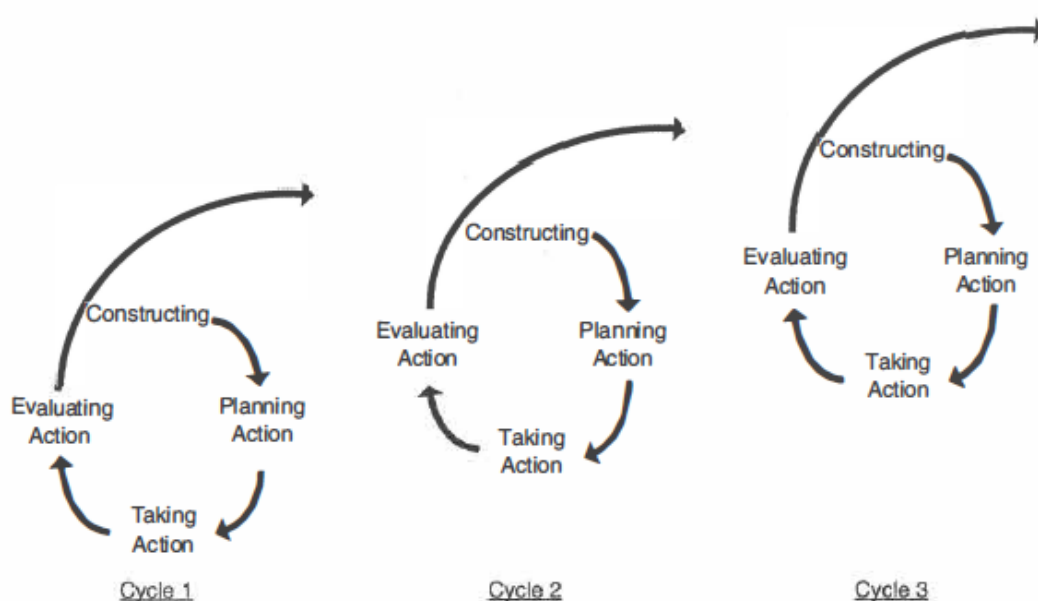 Constructing
Evaluating
Action
Planning
Action
Taking
Action
Cycle 1
Constructing
Evaluating
Action
Planning
Action
Taking
Action
Cycle 2
Constructing
Evaluating
Action
Planning
Action
Taking
Action
Cycle 3